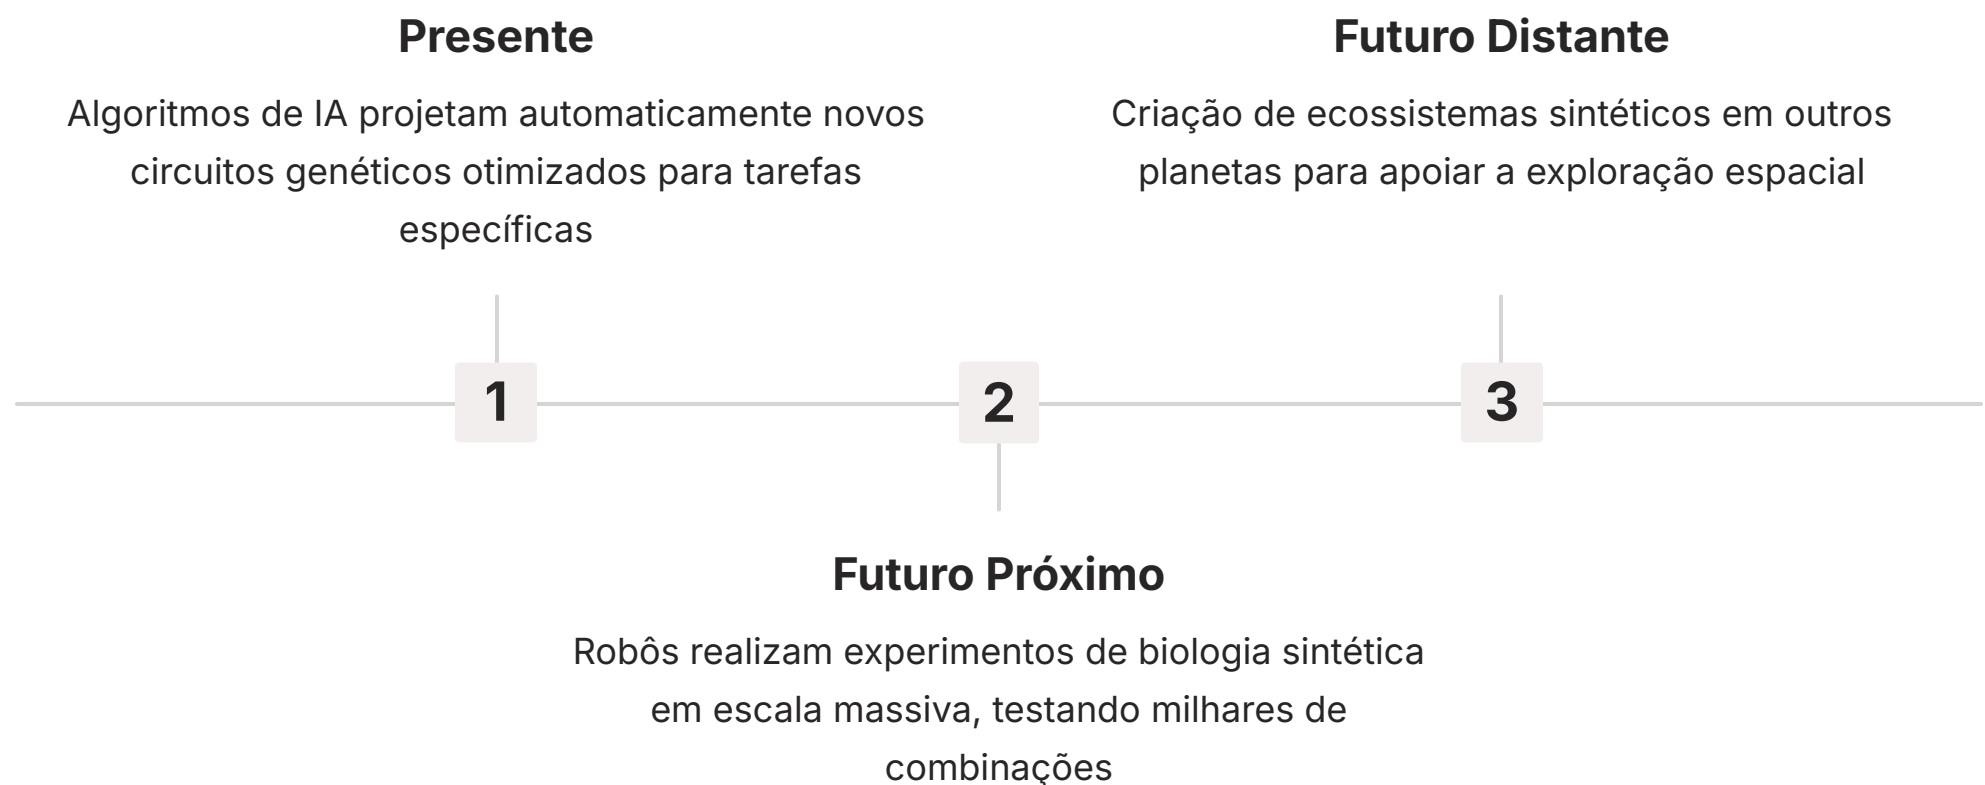 Presente
Algoritmos de IA projetam automaticamente novos
circuitos genéticos otimizados para tarefas
específicas
Futuro Distante
Criação de ecossistemas sintéticos em outros
planetas para apoiar a exploração espacial
1
2
3
Futuro Próximo
Robôs realizam experimentos de biologia sintética
em escala massiva, testando milhares de
combinações